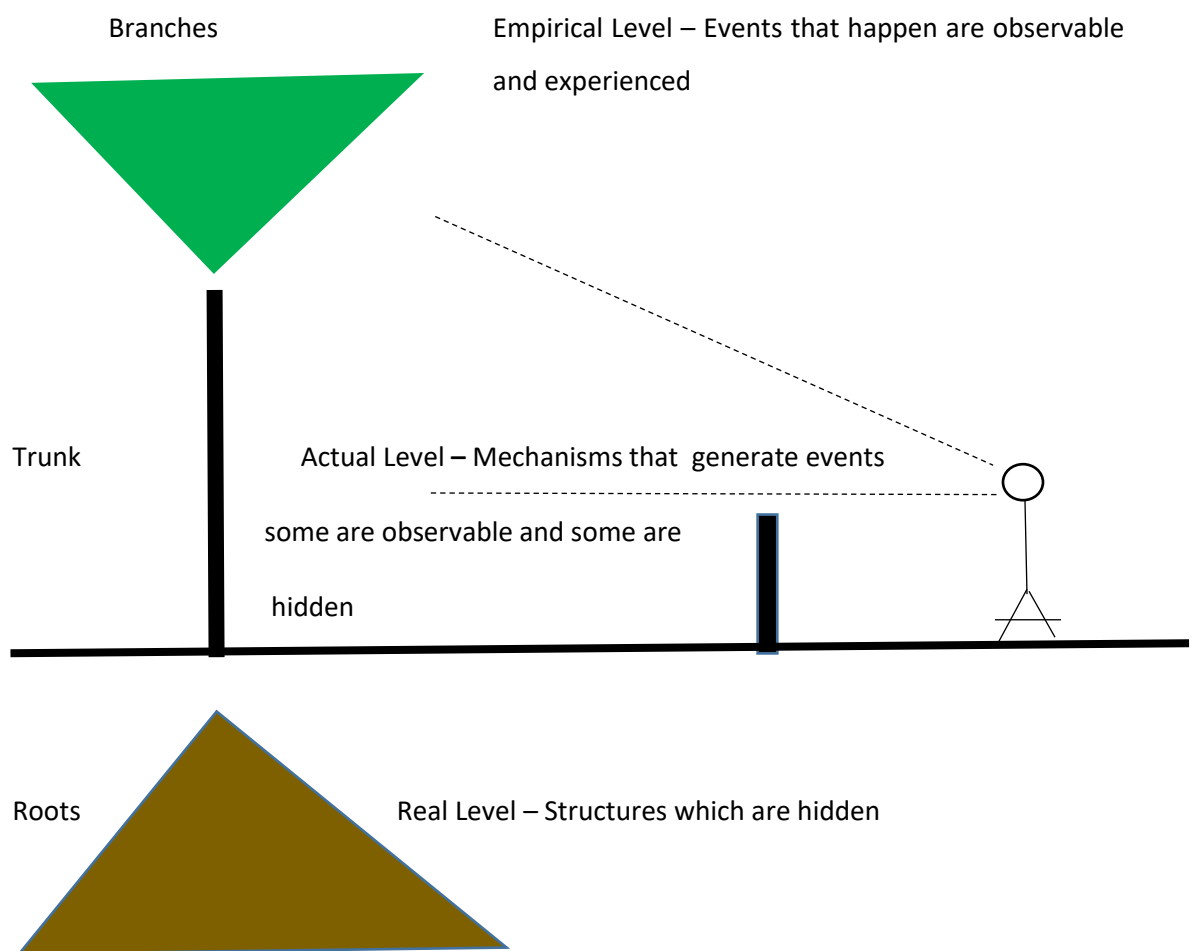 Branches
Empirical Level – Events that happen are observable
and experienced
Trunk
Actual Level – Mechanisms that generate events
some are observable and some are
hidden
Roots
Real Level – Structures which are hidden